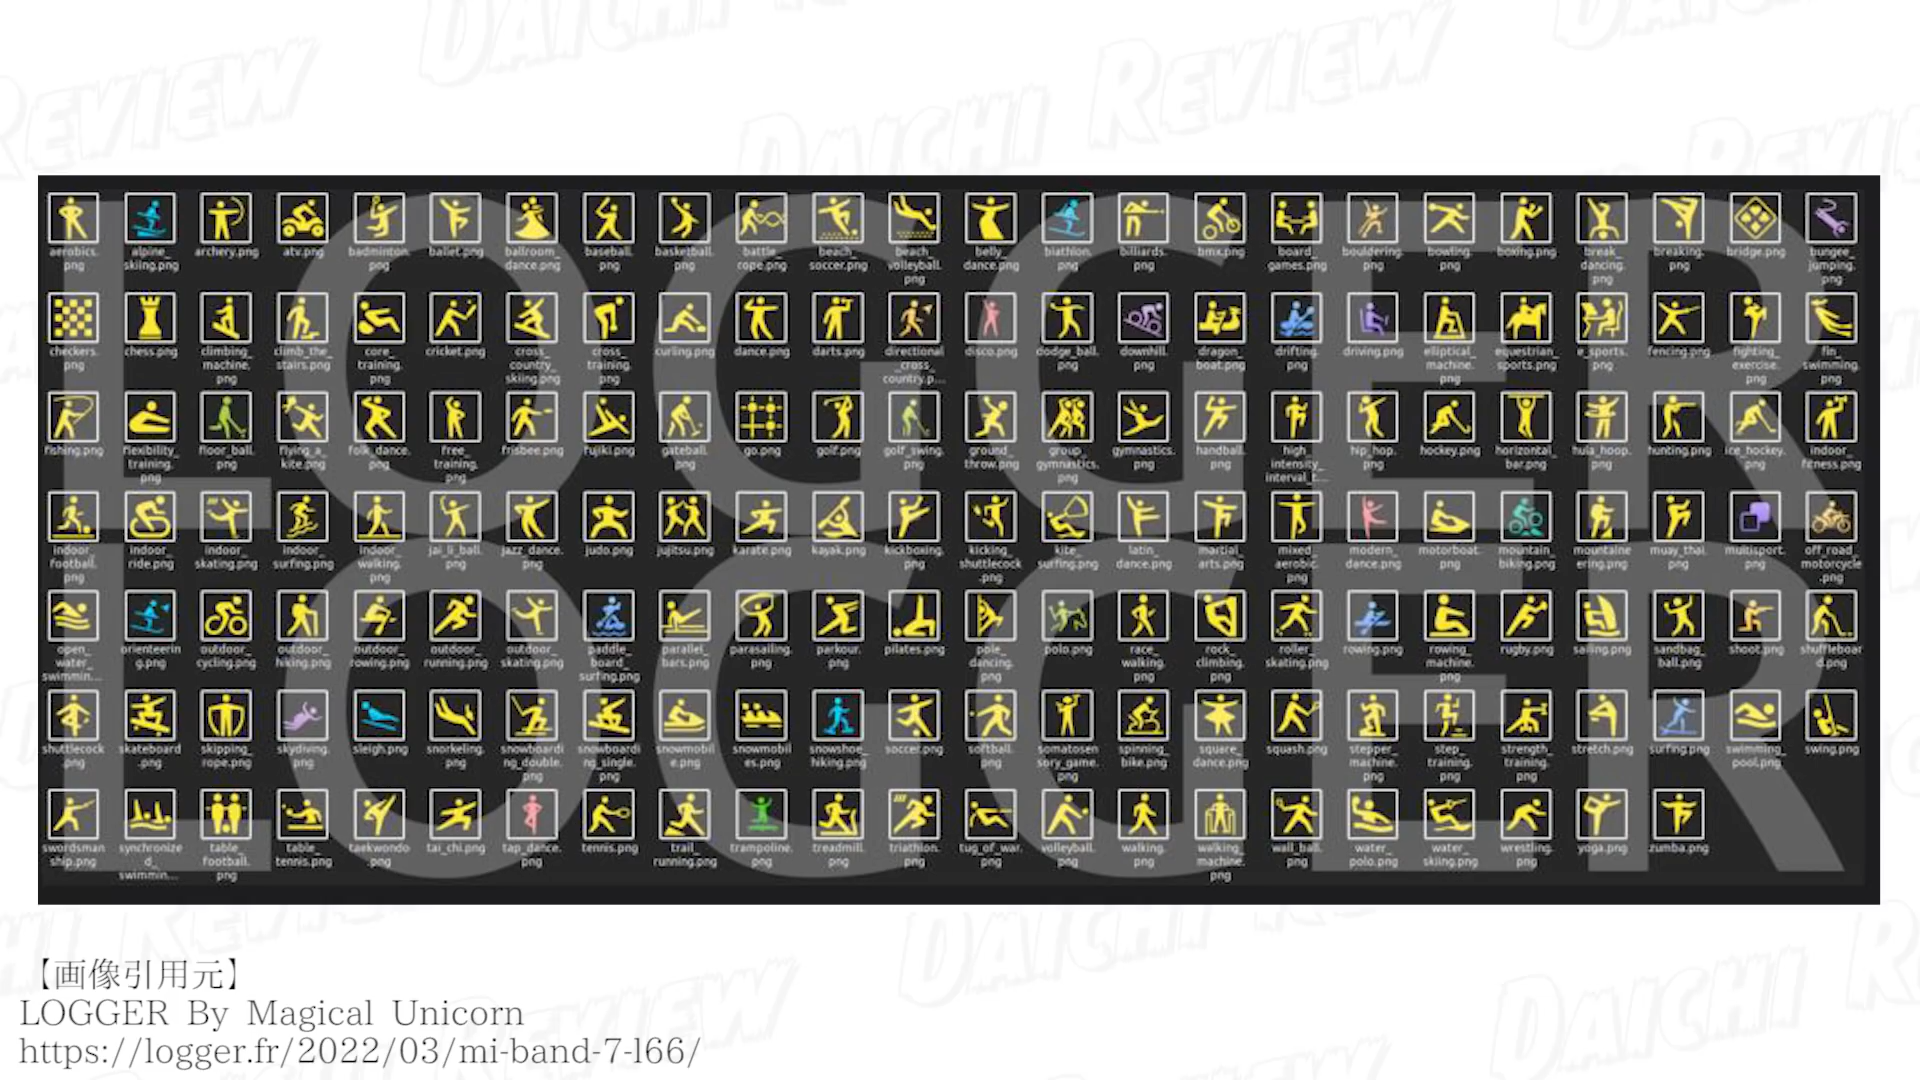 DAICHI REVIEW
LOGGER
LOGGER
aerobics.png alpine_skiing.png archery.png atv.png badminton.png ballet.png ballroom_dance.png baseball.png basketball.png battle_rope.png beach_soccer.png beach_volleyball.png belly_dance.png biathlon.png billiards.png bmx.png board_games.png bouldering.png bowling.png boxing.png break_dancing.png breaking.png bridge.png bungee_jumping.png
checkers.png chess.png climbing_machine.png climb_the_stairs.png core_training.png cricket.png cross_country_skiing.png cross_training.png curling.png dance.png darts.png directional_cross_country.p... disco.png dodge_ball.png downhill.png dragon_boat.png drifting.png driving.png elliptical_machine.png equestrian_sports.png e_sports.png fencing.png fighting_exercise.png fin_swimming.png
fishing.png flexibility_training.png floor_ball.png flying_a_kite.png folk_dance.png free_training.png frisbee.png fujiki.png gateball.png go.png golf.png golf_swing.png ground_throw.png group_gymnastics.png gymnastics.png handball.png high_intensity_interval_t... hip_hop.png hockey.png horizontal_bar.png hula_hoop.png hunting.png ice_hockey.png indoor_fitness.png
indoor_football.png indoor_ride.png indoor_skating.png indoor_surfing.png indoor_walking.png jai_li_ball.png jazz_dance.png judo.png jujitsu.png karate.png kayak.png kickboxing.png kicking_shuttlecock.png kite_surfing.png latin_dance.png martial_arts.png mixed_aerobic.png modern_dance.png motorboat.png mountain_biking.png mountaineering.png muay_thai.png multisport.png off_road_motorcycle.png
open_water_swimmin... orienteering.png outdoor_cycling.png outdoor_hiking.png outdoor_rowing.png outdoor_running.png outdoor_skating.png paddle_board_surfing.png parallel_bars.png parasailing.png parkour.png pilates.png pole_dancing.png polo.png race_walking.png rock_climbing.png roller_skating.png rowing.png rowing_machine.png rugby.png sailing.png sandbag_ball.png shoot.png shuffleboard.png
shuttlecock.png skateboard.png skipping_rope.png skydiving.png sleigh.png snorkeling.png snowboarding_double.png snowboarding_single.png snowmobile.png snowmobiles.png snowshoe_hiking.png soccer.png softball.png somatosensory_game.png spinning_bike.png square_dance.png squash.png stepper_machine.png step_training.png strength_training.png stretch.png surfing.png swimming_pool.png swing.png
swordsmanship.png synchronized_swimmin... table_football.png table_tennis.png taekwondo.png tai_chi.png tap_dance.png tennis.png trail_running.png trampoline.png treadmill.png triathlon.png tug_of_war.png volleyball.png walking.png walking_machine.png wall_ball.png water_polo.png water_skiing.png wrestling.png yoga.png zumba.png
【画像引用元】
LOGGER By Magical Unicorn
https://logger.fr/2022/03/mi-band-7-l66/